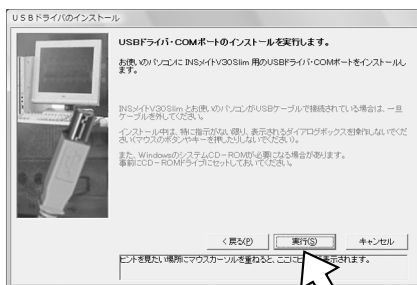 USBドライバのインストール
USBドライバ・COMポートのインストールを実行します。
お使いのパソコンに INSメイトV30Slim 用のUSBドライバ・COMポートをインストールし
ます。
INSメイトV30Slim とお使いのパソコンがUSBケーブルで接続されている場合は、一旦
ケーブルを外してください。
インストール中は、特に指示がない限り、表示されるダイアログボックスを操作しないでくだ
さい(マウスのボタンやキーを押したりしないでください)。
また、WindowsのシステムCD-ROMが必要になる場合があります。
事前にCD-ROMドライブにセットしておいてください。
< 戻る(P)
実行(S)
キャンセル
ヒントを見たい場所にマウスカーソルを重ねると、ここにヒ 表示されます。